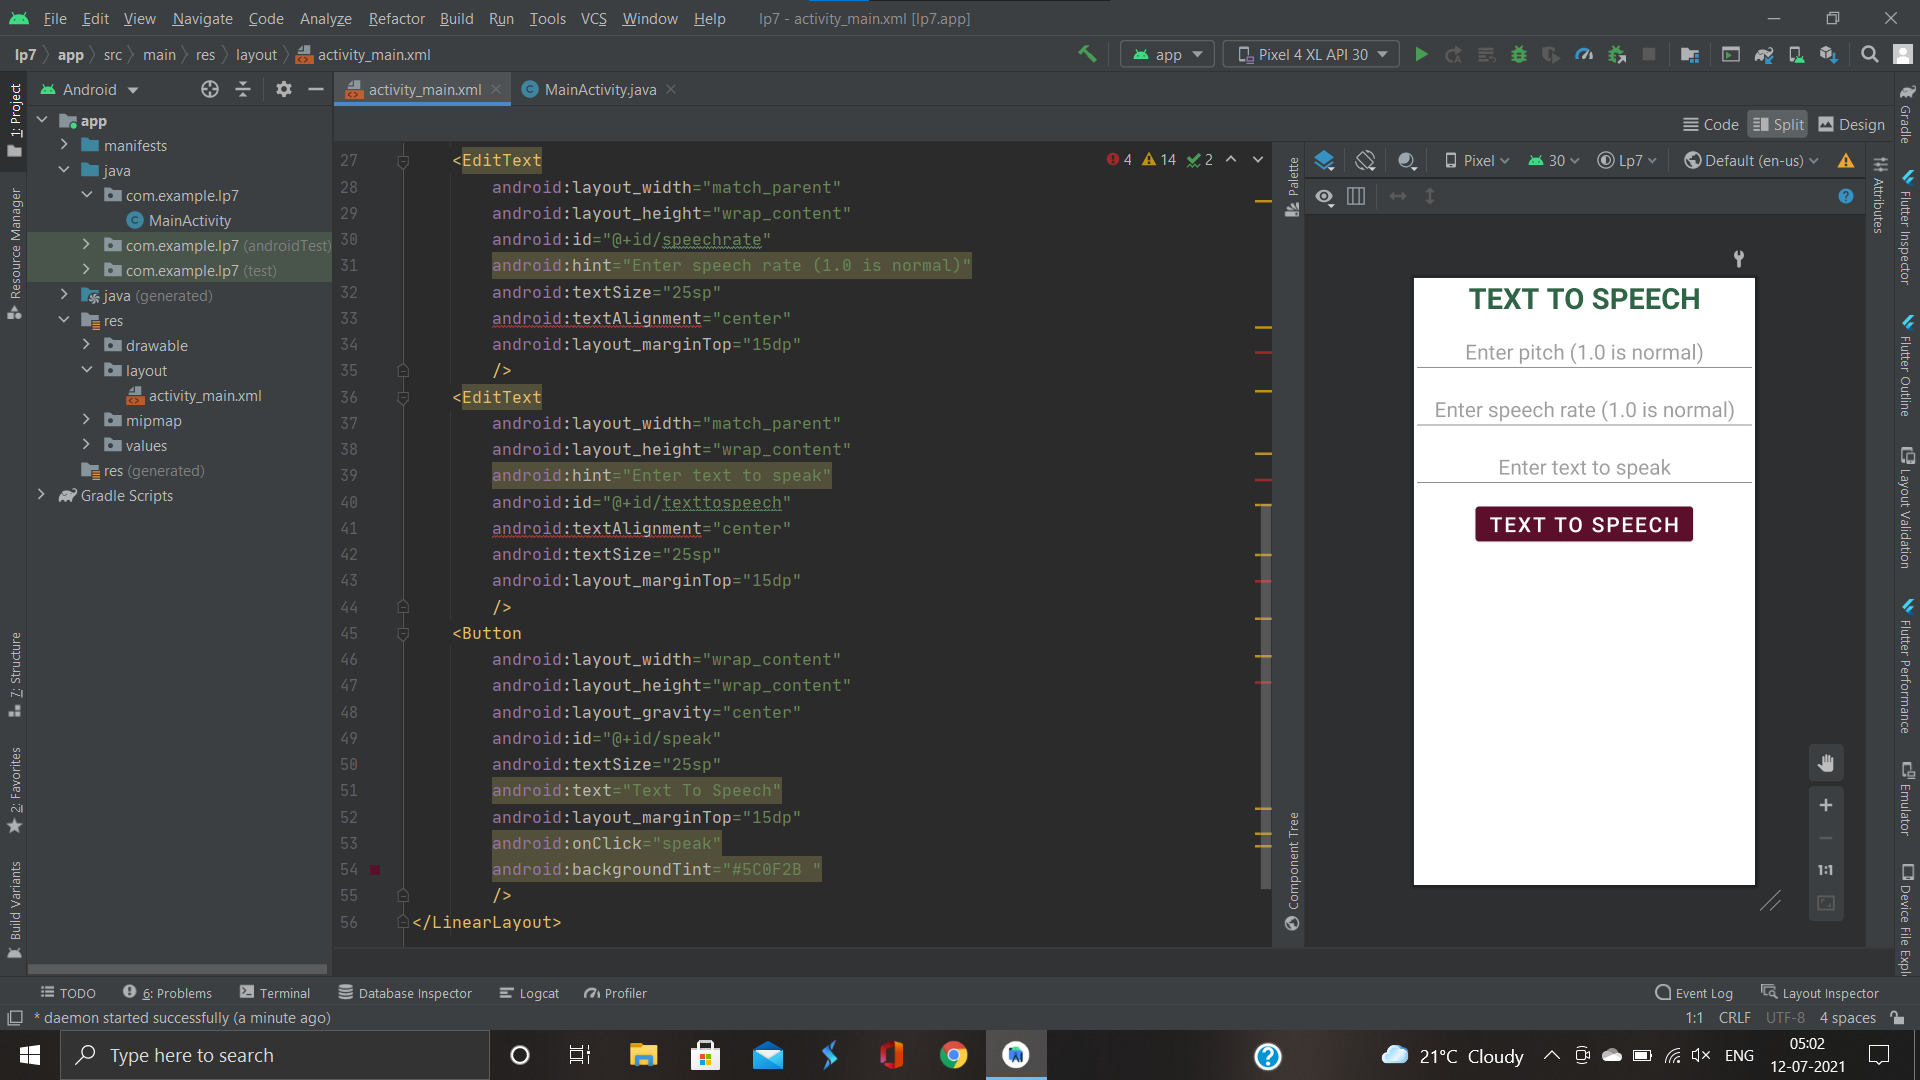 File Edit View Navigate Code Analyze Refactor Build Run Tools VCS Window Help lp7 - activity_main.xml [lp7.app]
lp7 app src main res layout activity_main.xml
app Pixel 4 XL API 30
Android
activity_main.xml MainActivity.java
Code Split Design
1: Project
Resource Manager
7: Structure
2: Favorites
Build Variants
app
manifests
java
com.example.lp7
MainActivity
com.example.lp7 (androidTest)
com.example.lp7 (test)
java (generated)
res
drawable
layout
activity_main.xml
mipmap
values
res (generated)
Gradle Scripts
4 14 2
27 <EditText
28 android:layout_width="match_parent"
29 android:layout_height="wrap_content"
30 android:id="@+id/speechrate"
31 android:hint="Enter speech rate (1.0 is normal)"
32 android:textSize="25sp"
33 android:textAlignment="center"
34 android:layout_marginTop="15dp"
35 />
36 <EditText
37 android:layout_width="match_parent"
38 android:layout_height="wrap_content"
39 android:hint="Enter text to speak"
40 android:id="@+id/texttospeech"
41 android:textAlignment="center"
42 android:textSize="25sp"
43 android:layout_marginTop="15dp"
44 />
45 <Button
46 android:layout_width="wrap_content"
47 android:layout_height="wrap_content"
48 android:layout_gravity="center"
49 android:id="@+id/speak"
50 android:textSize="25sp"
51 android:text="Text To Speech"
52 android:layout_marginTop="15dp"
53 android:onClick="speak"
54 android:backgroundTint="#5C0F2B "
55 />
56 </LinearLayout>
Palette
Component Tree
Pixel 30 Lp7 Default (en-us)
TEXT TO SPEECH
Enter pitch (1.0 is normal)
Enter speech rate (1.0 is normal)
Enter text to speak
TEXT TO SPEECH
1:1
Attributes
Gradle
Flutter Inspector
Flutter Outline
Layout Validation
Flutter Performance
Emulator
Device File Expl
TODO 6: Problems Terminal Database Inspector Logcat Profiler Event Log Layout Inspector
* daemon started successfully (a minute ago) 1:1 CRLF UTF-8 4 spaces
Type here to search
21°C Cloudy ENG
05:02
12-07-2021